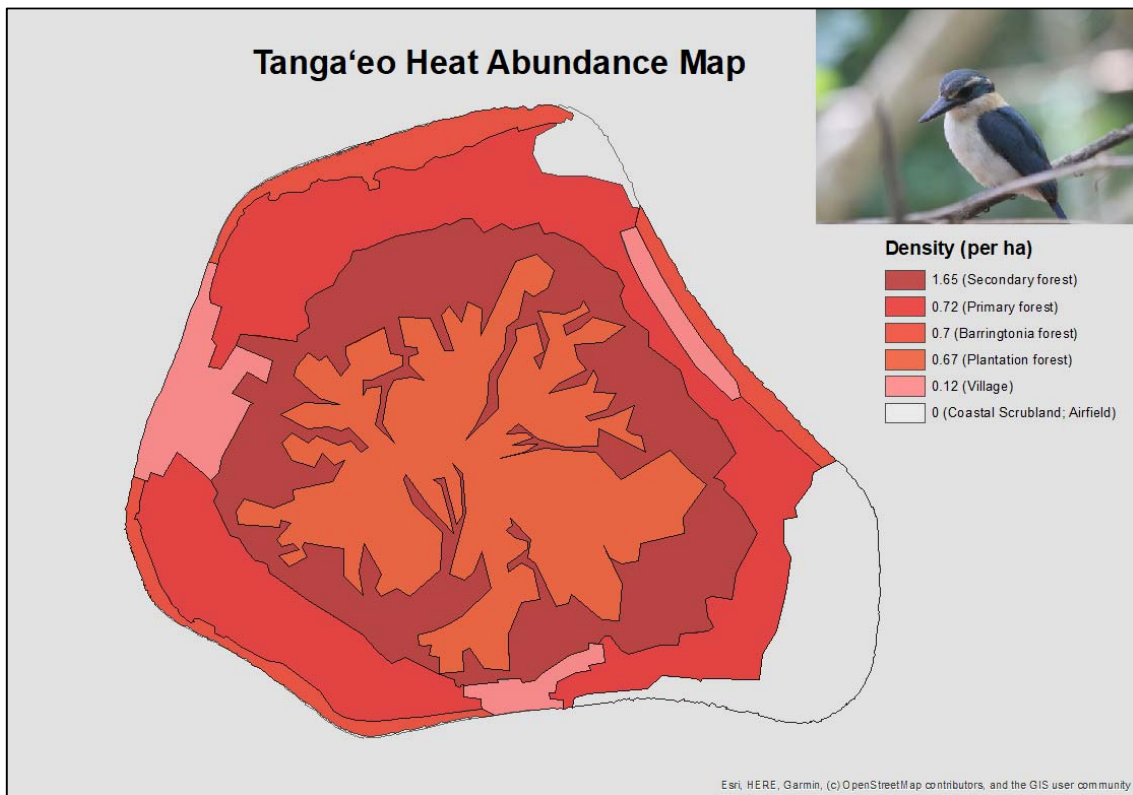 Tanga‘eo Heat Abundance Map
Density (per ha)
1.65 (Secondary forest)
0.72 (Primary forest)
0.7 (Barringtonia forest)
0.67 (Plantation forest)
0.12 (Village)
0 (Coastal Scrubland; Airfield)
Esri, HERE, Garmin, (c) OpenStreetMap contributors, and the GIS user community